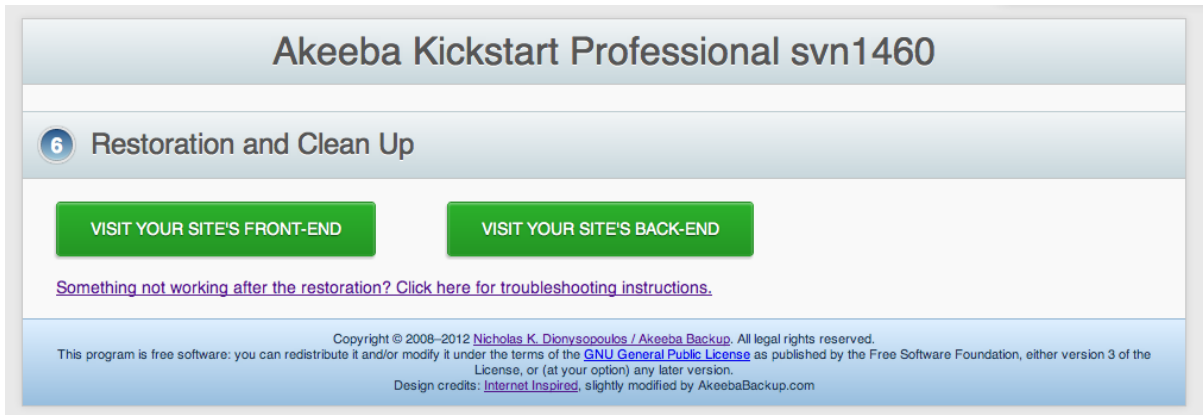 Akeeba Kickstart Professional svn1460
6 Restoration and Clean Up
VISIT YOUR SITE'S FRONT-END VISIT YOUR SITE'S BACK-END
Something not working after the restoration? Click here for troubleshooting instructions.
Copyright © 2008–2012 Nicholas K. Dionysopoulos / Akeeba Backup. All legal rights reserved.
This program is free software: you can redistribute it and/or modify it under the terms of the GNU General Public License as published by the Free Software Foundation, either version 3 of the
License, or (at your option) any later version.
Design credits: Internet Inspired, slightly modified by AkeebaBackup.com